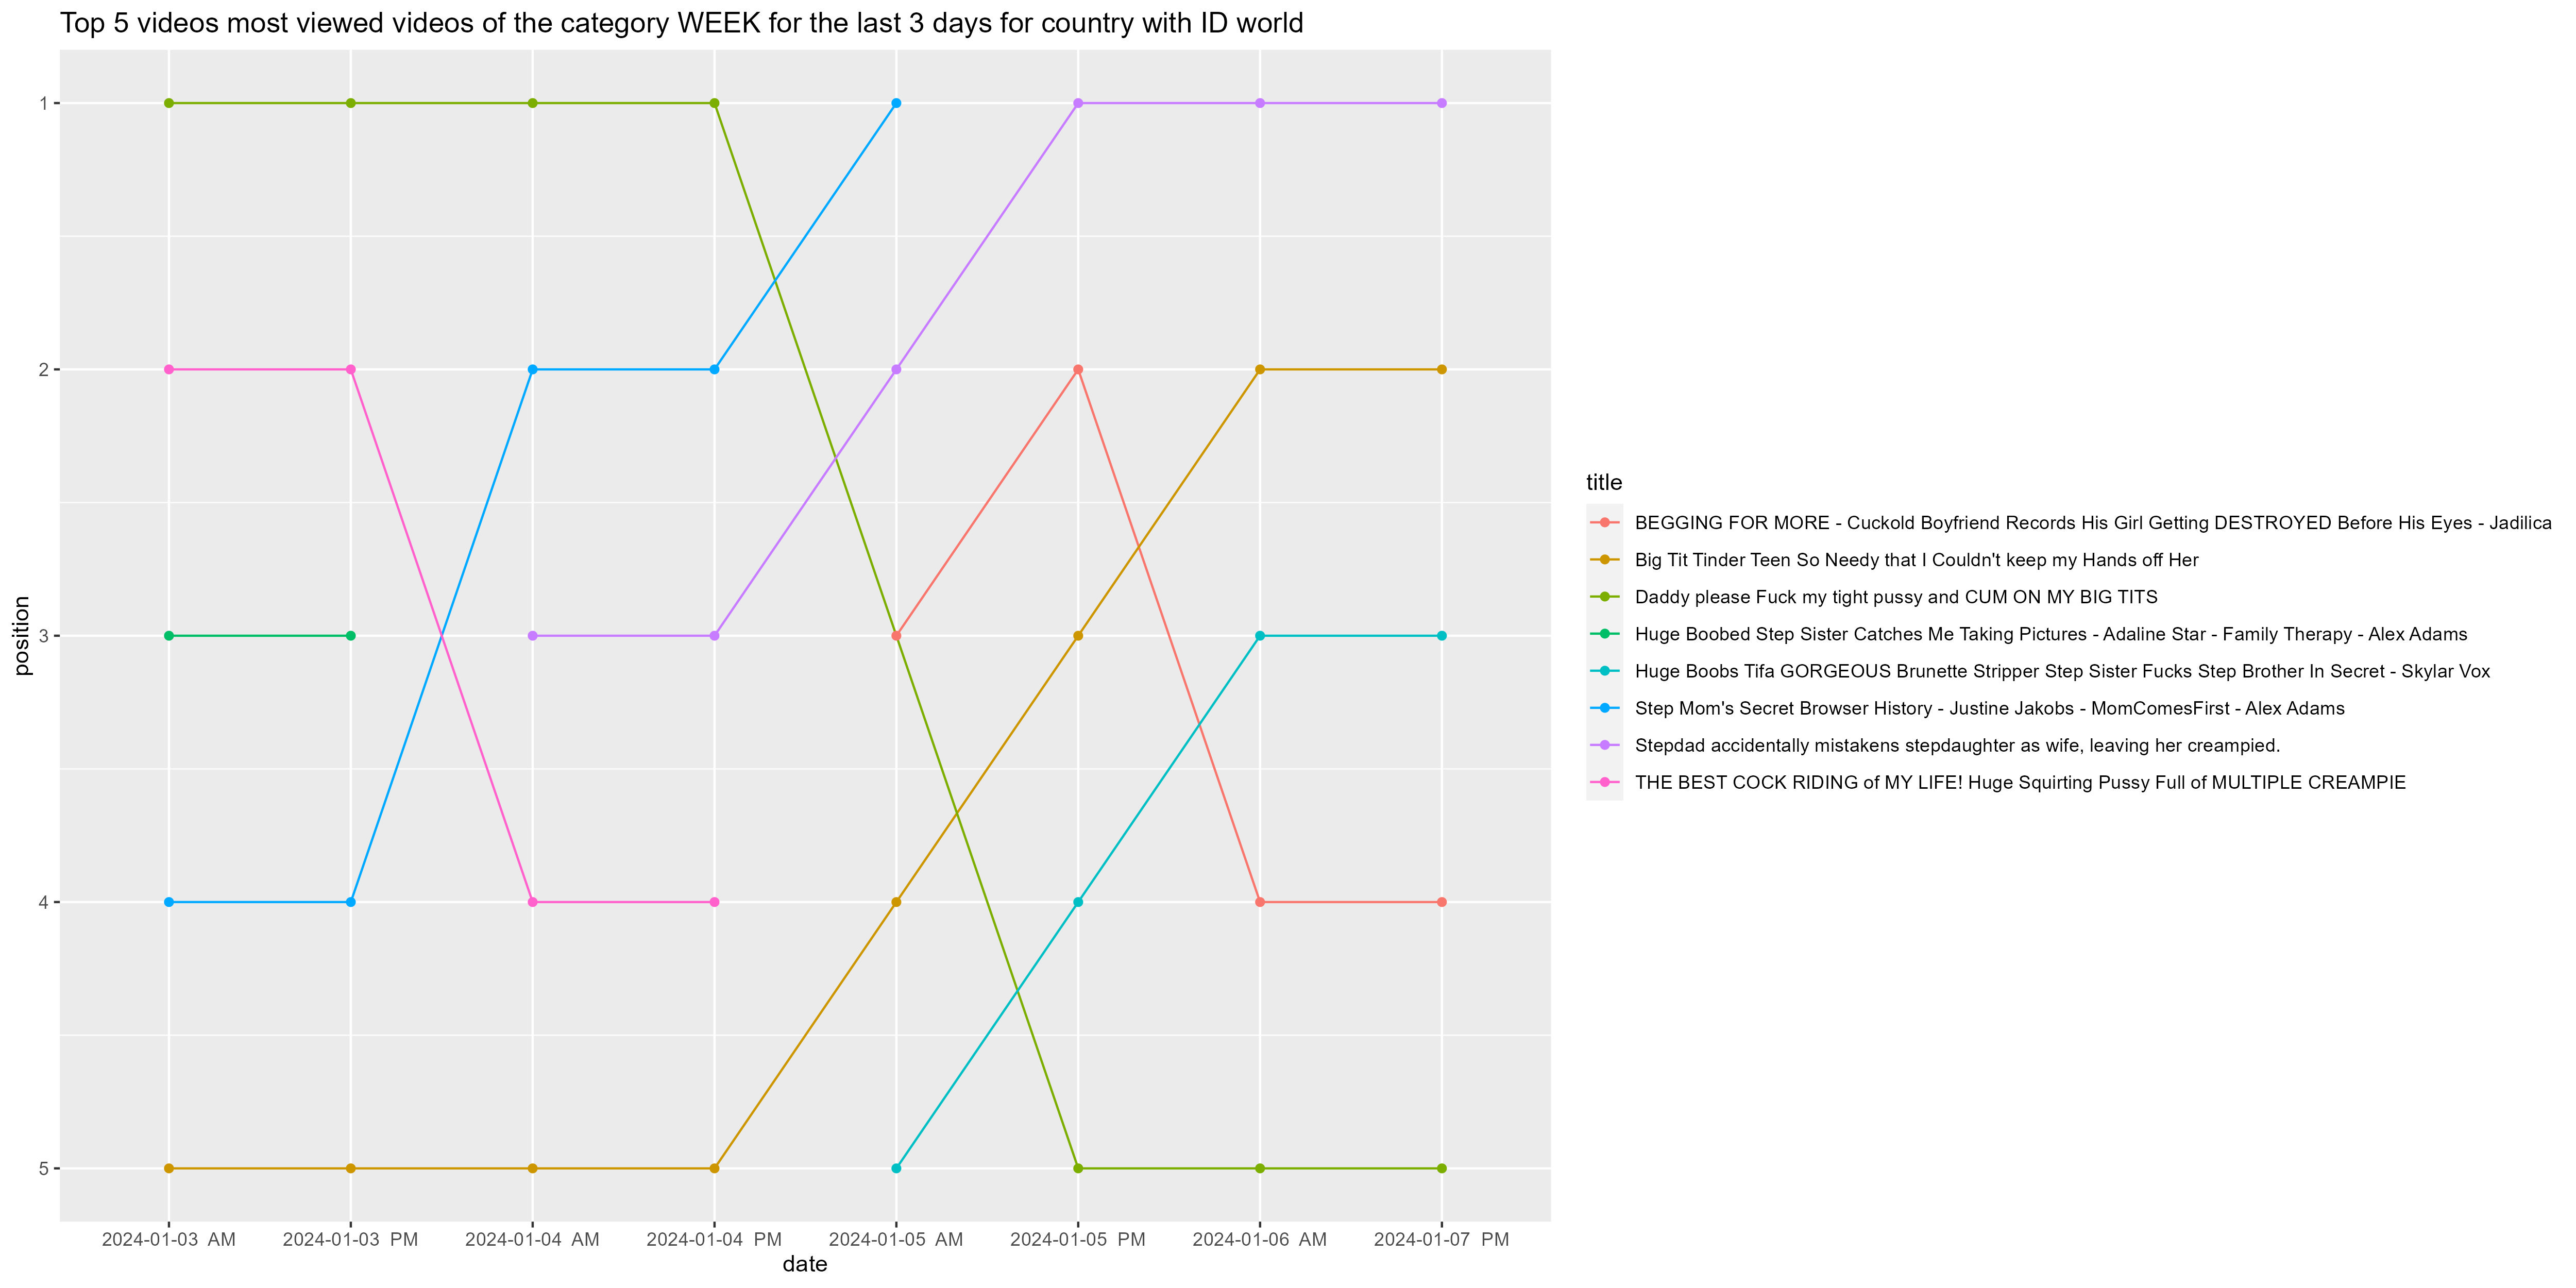 Top 5 videos most viewed videos of the category WEEK for the last 3 days for country with ID world
position
1
2
3
4
5
2024-01-03  AM
2024-01-03  PM
2024-01-04  AM
2024-01-04  PM
2024-01-05  AM
2024-01-05  PM
2024-01-06  AM
2024-01-07  PM
date
title
BEGGING FOR MORE - Cuckold Boyfriend Records His Girl Getting DESTROYED Before His Eyes - Jadilica
Big Tit Tinder Teen So Needy that I Couldn't keep my Hands off Her
Daddy please Fuck my tight pussy and CUM ON MY BIG TITS
Huge Boobed Step Sister Catches Me Taking Pictures - Adaline Star - Family Therapy - Alex Adams
Huge Boobs Tifa GORGEOUS Brunette Stripper Step Sister Fucks Step Brother In Secret - Skylar Vox
Step Mom's Secret Browser History - Justine Jakobs - MomComesFirst - Alex Adams
Stepdad accidentally mistakens stepdaughter as wife, leaving her creampied.
THE BEST COCK RIDING of MY LIFE! Huge Squirting Pussy Full of MULTIPLE CREAMPIE